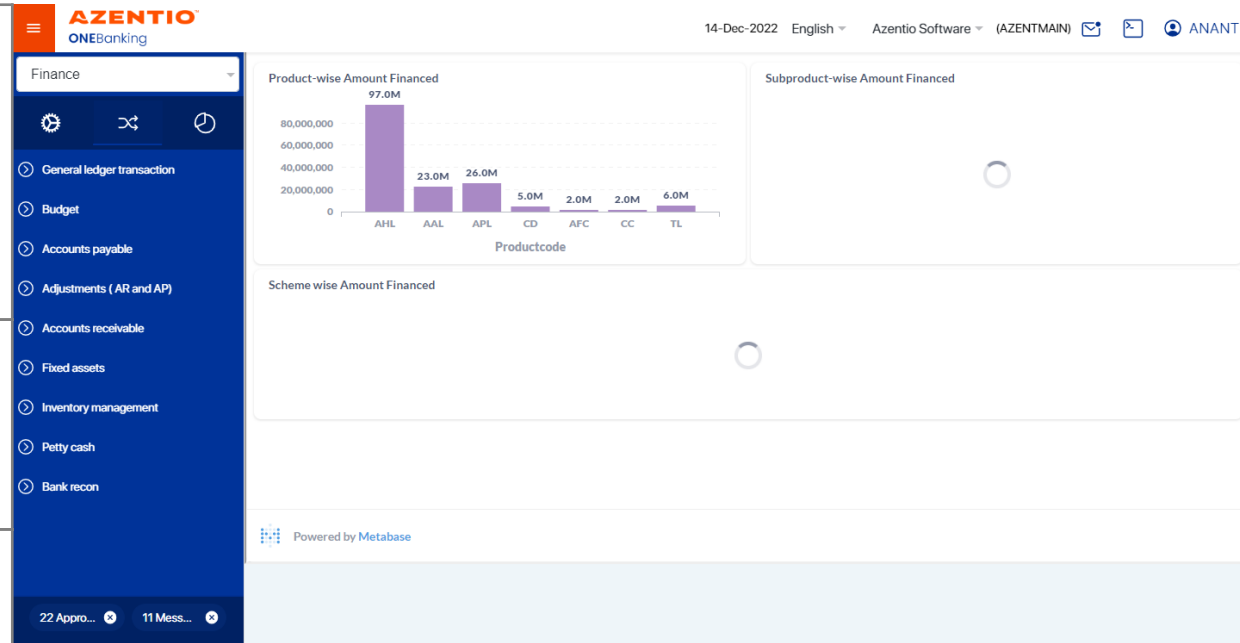 AZENTIO™
ONEBanking
14-Dec-2022 English Azentio Software (AZENTMAIN) ANANT
Finance
General ledger transaction
Budget
Accounts payable
Adjustments ( AR and AP)
Accounts receivable
Fixed assets
Inventory management
Petty cash
Bank recon
22 Appro...
11 Mess...
Product-wise Amount Financed
97.0M
80,000,000
60,000,000
40,000,000
20,000,000
0
23.0M
26.0M
5.0M
2.0M
2.0M
6.0M
AHL AAL APL CD AFC CC TL
Productcode
Subproduct-wise Amount Financed
Scheme wise Amount Financed
Powered by Metabase